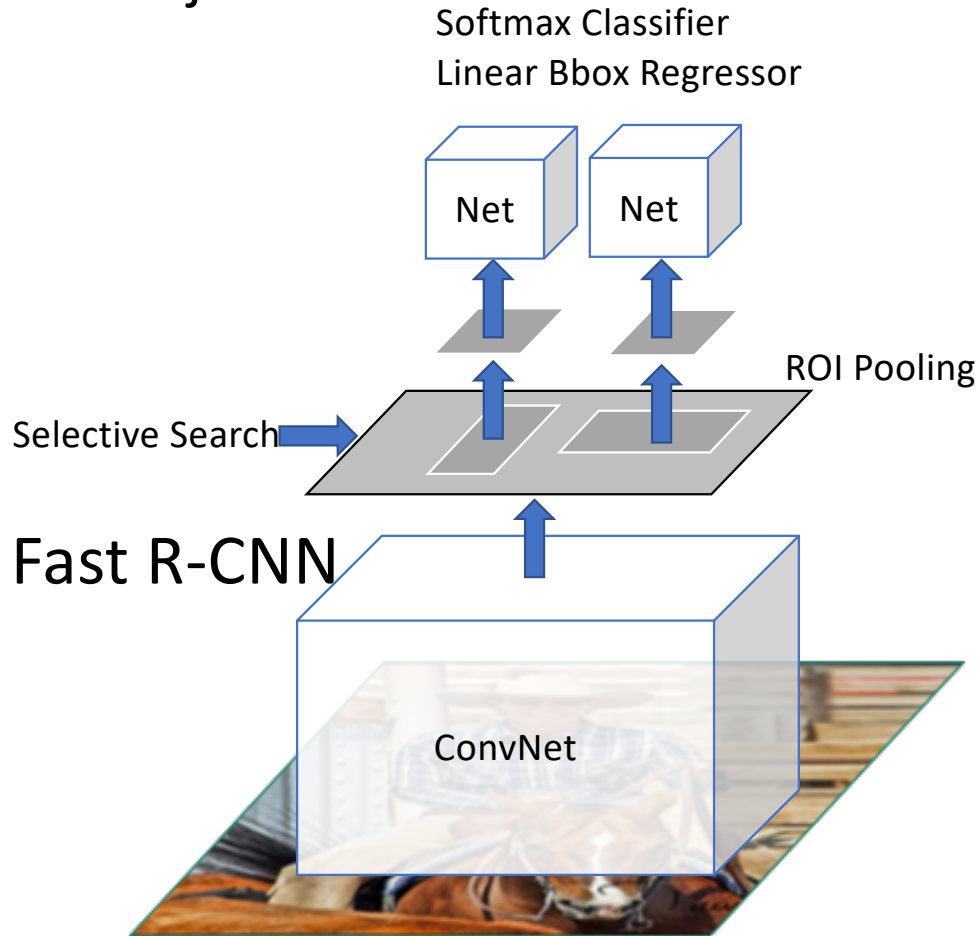 Softmax Classifier
Linear Bbox Regressor
Net
Net
ROI Pooling
Selective Search
Fast R-CNN
ConvNet